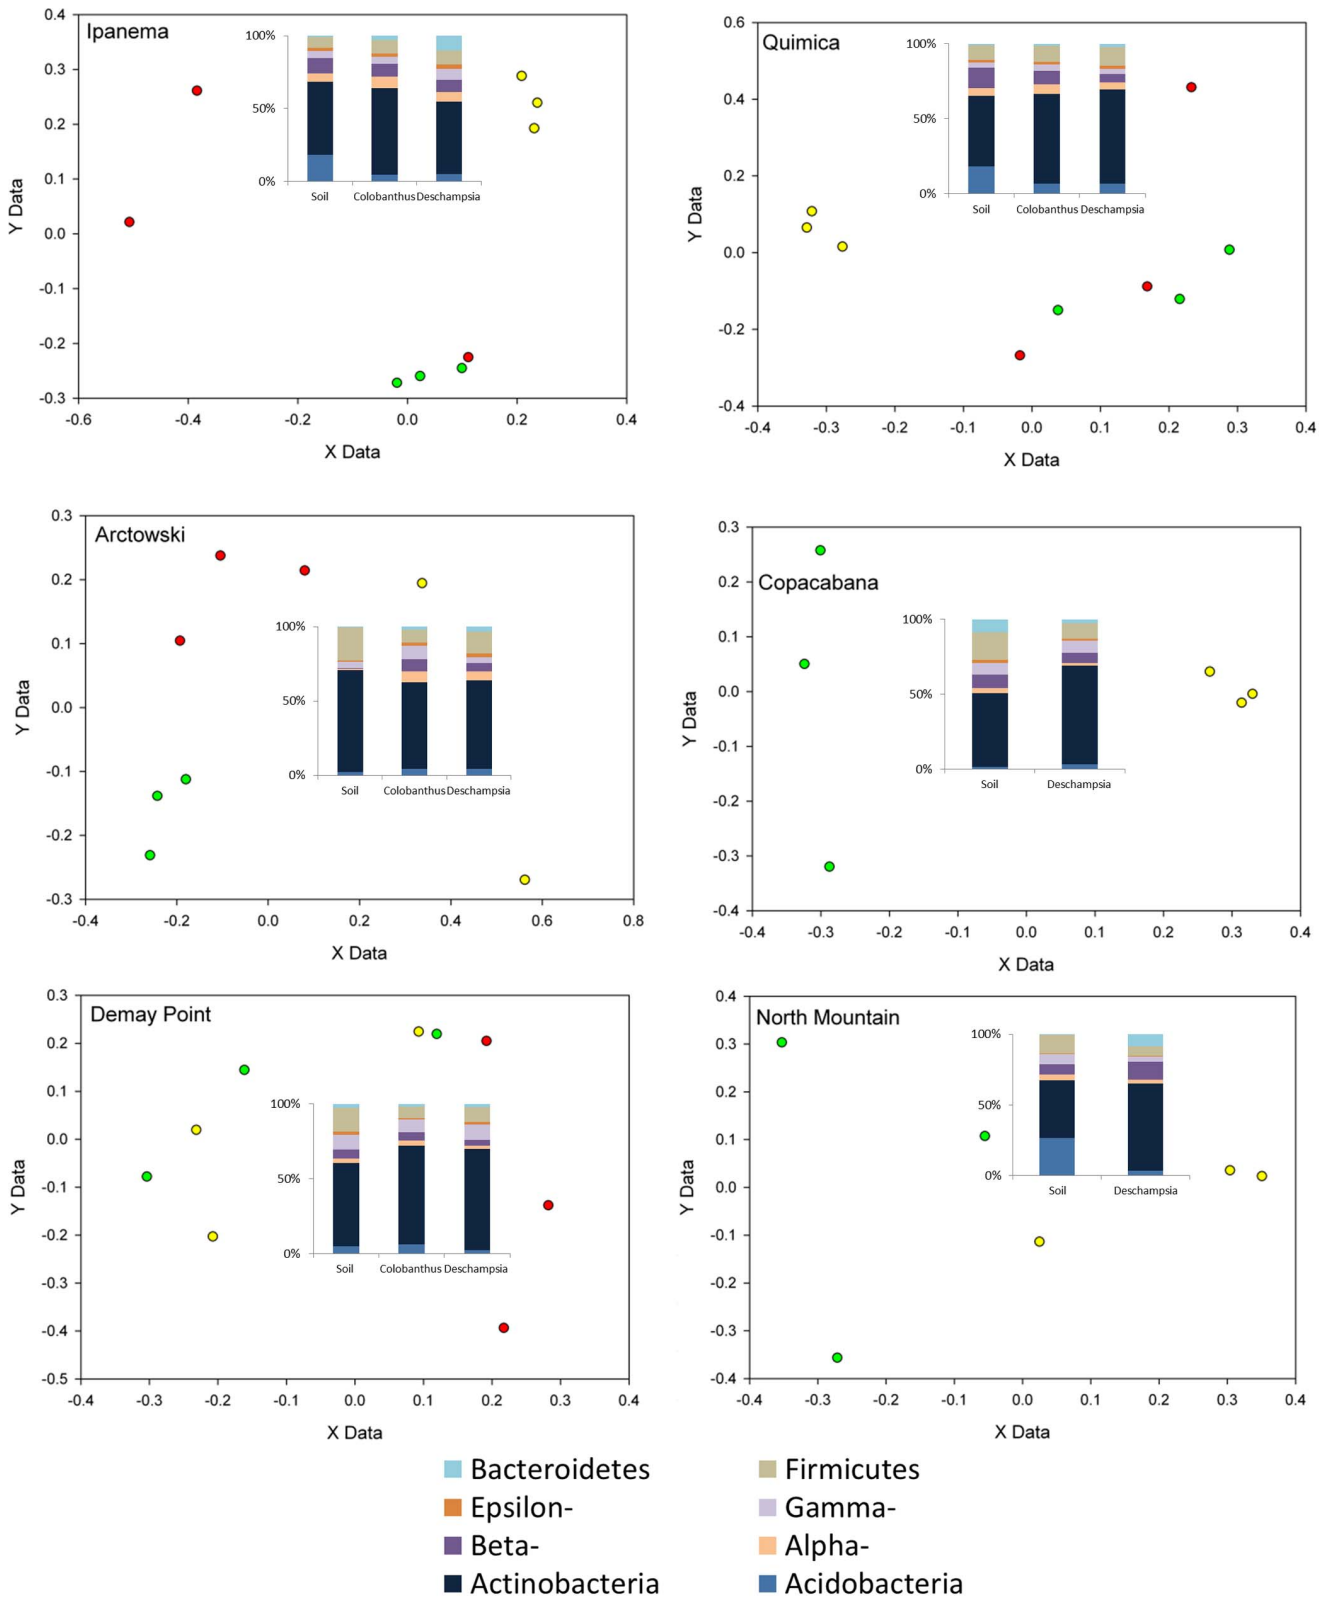 Ipanema
0.4
0.3
0.2
0.1
0.0
-0.1
-0.2
-0.3
Y Data
-0.6
-0.4
-0.2
0.0
0.2
0.4
X Data
100%
50%
0%
Soil
Colobanthus
Deschampsia
Quimica
0.6
0.4
0.2
0.0
-0.2
-0.4
Y Data
-0.4
-0.3
-0.2
-0.1
0.0
0.1
0.2
0.3
0.4
X Data
100%
50%
0%
Soil
Colobanthus
Deschampsia
Arctowski
0.3
0.2
0.1
0.0
-0.1
-0.2
-0.3
Y Data
-0.4
-0.2
0.0
0.2
0.4
0.6
0.8
X Data
100%
50%
0%
Soil
Colobanthus
Deschampsia
Copacabana
0.3
0.2
0.1
0.0
-0.1
-0.2
-0.3
-0.4
Y Data
-0.4
-0.3
-0.2
-0.1
0.0
0.1
0.2
0.3
0.4
X Data
100%
50%
0%
Soil
Deschampsia
Demay Point
0.3
0.2
0.1
0.0
-0.1
-0.2
-0.3
-0.4
-0.5
Y Data
-0.4
-0.3
-0.2
-0.1
0.0
0.1
0.2
0.3
0.4
X Data
100%
50%
0%
Soil
Colobanthus
Deschampsia
North Mountain
0.4
0.3
0.2
0.1
0.0
-0.1
-0.2
-0.3
-0.4
Y Data
-0.4
-0.3
-0.2
-0.1
0.0
0.1
0.2
0.3
0.4
X Data
100%
50%
0%
Soil
Deschampsia
Bacteroidetes
Firmicutes
Epsilon-
Gamma-
Beta-
Alpha-
Actinobacteria
Acidobacteria